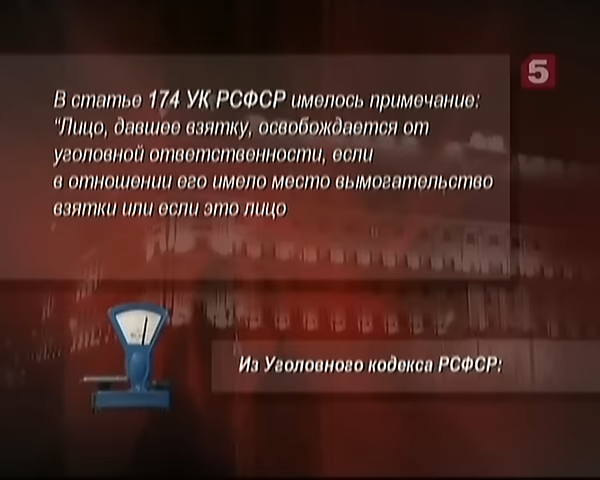 5
В статье 174 УК РСФСР имелось примечание:
"Лицо, давшее взятку, освобождается от
уголовной ответственности, если
в отношении его имело место вымогательство
взятки или если это лицо
Из Уголовного кодекса РСФСР: